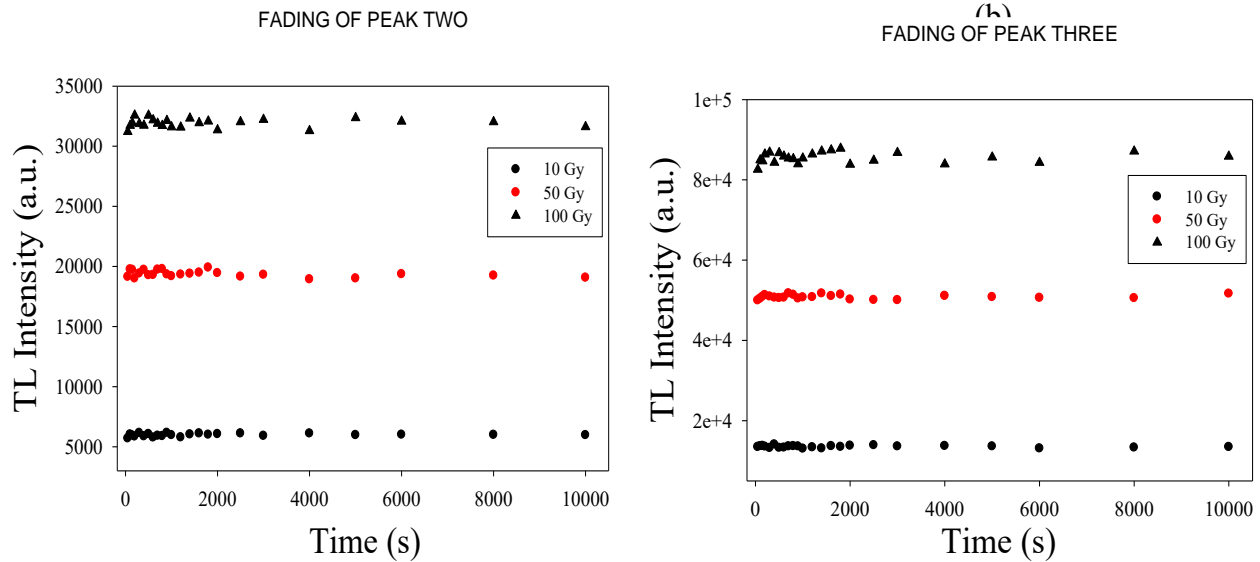 FADING OF PEAK TWO
35000
30000
25000
20000
15000
10000
5000
TL Intensity (a.u.)
10 Gy
50 Gy
100 Gy
0 2000 4000 6000 8000 10000
Time (s)
(b)
FADING OF PEAK THREE
1e+5
8e+4
6e+4
4e+4
2e+4
TL Intensity (a.u.)
10 Gy
50 Gy
100 Gy
0 2000 4000 6000 8000 10000
Time (s)